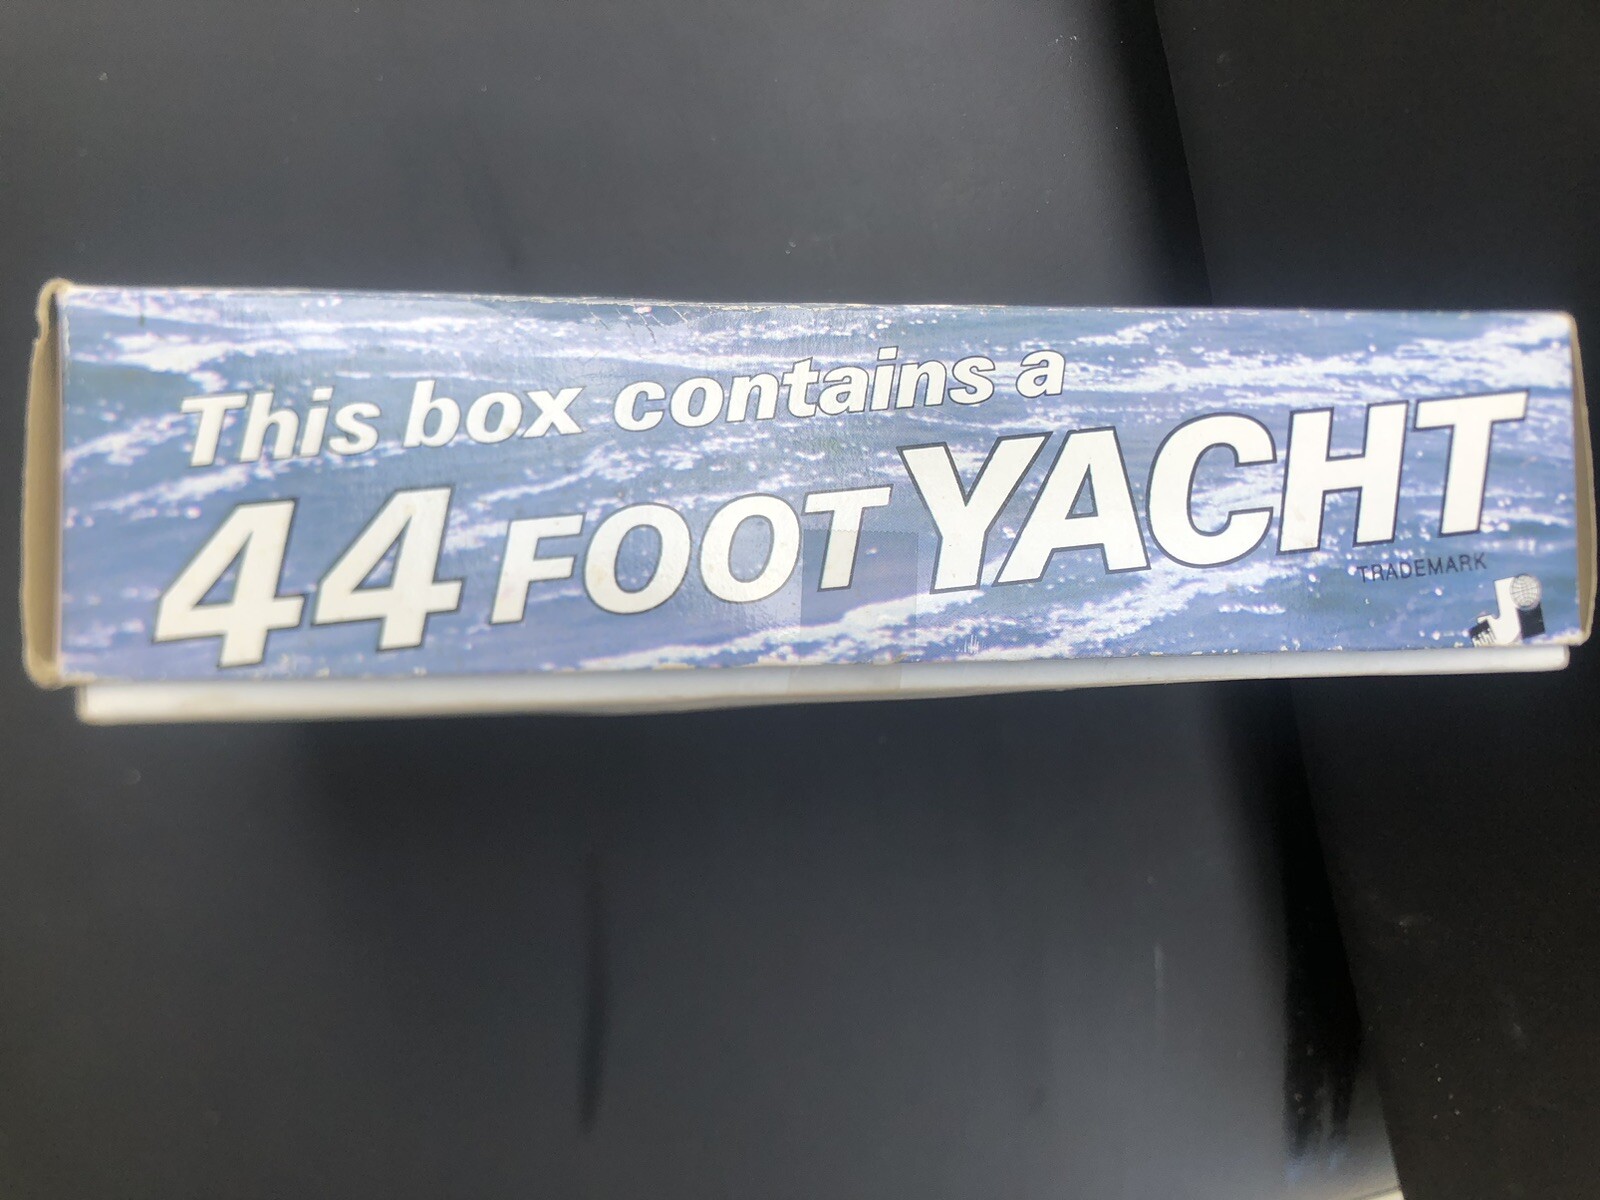 This box contains a
44 FOOT YACHT
TRADEMARK